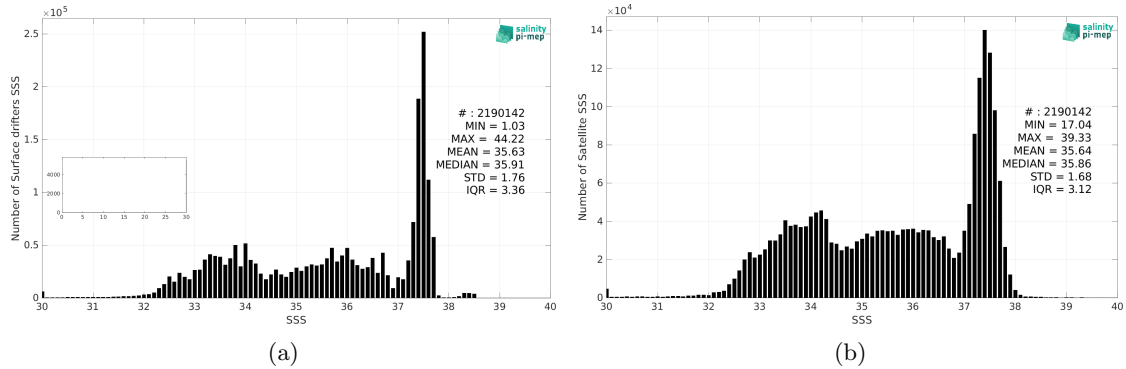 ×10^5
2.5
2
1.5
1
0.5
0
30 31 32 33 34 35 36 37 38 39 40
SSS
Number of Surface drifters SSS
salinity
pi-mep
# : 2190142
MIN = 1.03
MAX = 44.22
MEAN = 35.63
MEDIAN = 35.91
STD = 1.76
IQR = 3.36
4000
2000
0
0 5 10 15 20 25 30
(a)
×10^4
14
12
10
8
6
4
2
0
30 31 32 33 34 35 36 37 38 39 40
SSS
Number of Satellite SSS
salinity
pi-mep
# : 2190142
MIN = 17.04
MAX = 39.33
MEAN = 35.64
MEDIAN = 35.86
STD = 1.68
IQR = 3.12
(b)